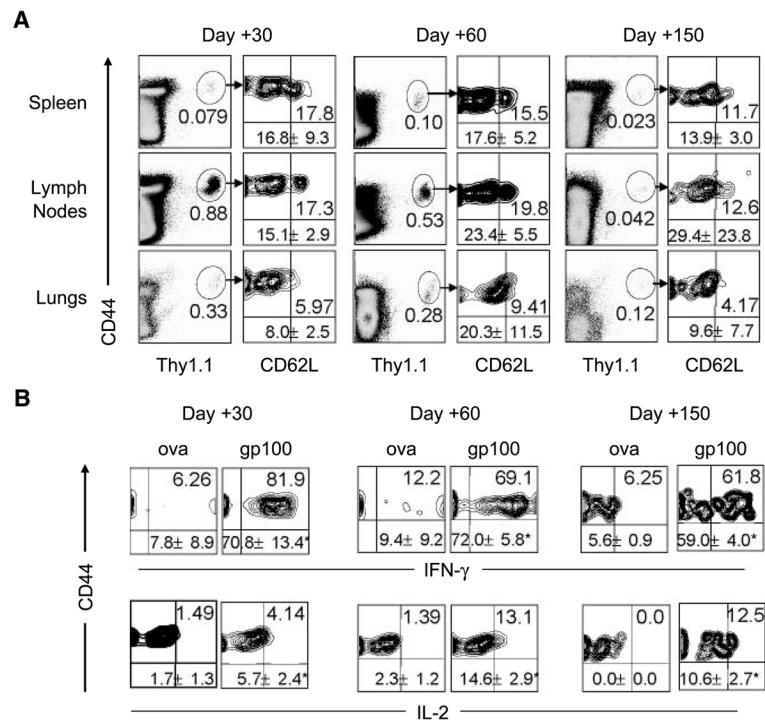 A
Day +30 Day +60 Day +150
Spleen
0.079 17.8 0.10 15.5 0.023 11.7
16.8± 9.3 17.6± 5.2 13.9± 3.0
Lymph Nodes
0.88 17.3 0.53 19.8 0.042 12.6
15.1± 2.9 23.4± 5.5 29.4± 23.8
Lungs
0.33 5.97 0.28 9.41 0.12 4.17
8.0± 2.5 20.3± 11.5 9.6± 7.7
CD44
Thy1.1 CD62L Thy1.1 CD62L Thy1.1 CD62L
B
Day +30 Day +60 Day +150
ova gp100 ova gp100 ova gp100
6.26 81.9 12.2 69.1 6.25 61.8
7.8± 8.9 70.8± 13.4* 9.4± 9.2 72.0± 5.8* 5.6± 0.9 59.0± 4.0*
IFN-γ
CD44
1.49 4.14 1.39 13.1 0.0 12.5
1.7± 1.3 5.7± 2.4* 2.3± 1.2 14.6± 2.9* 0.0± 0.0 10.6± 2.7*
IL-2